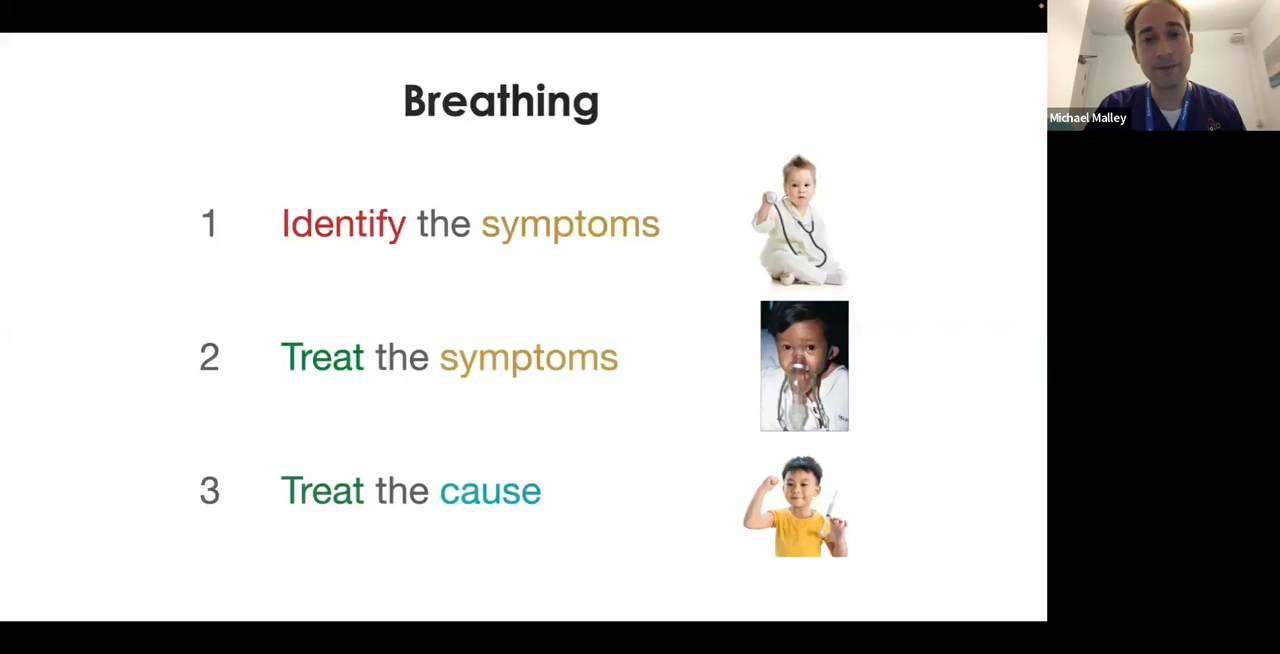 Breathing
1 Identify the symptoms
2 Treat the symptoms
3 Treat the cause
Michael Malley